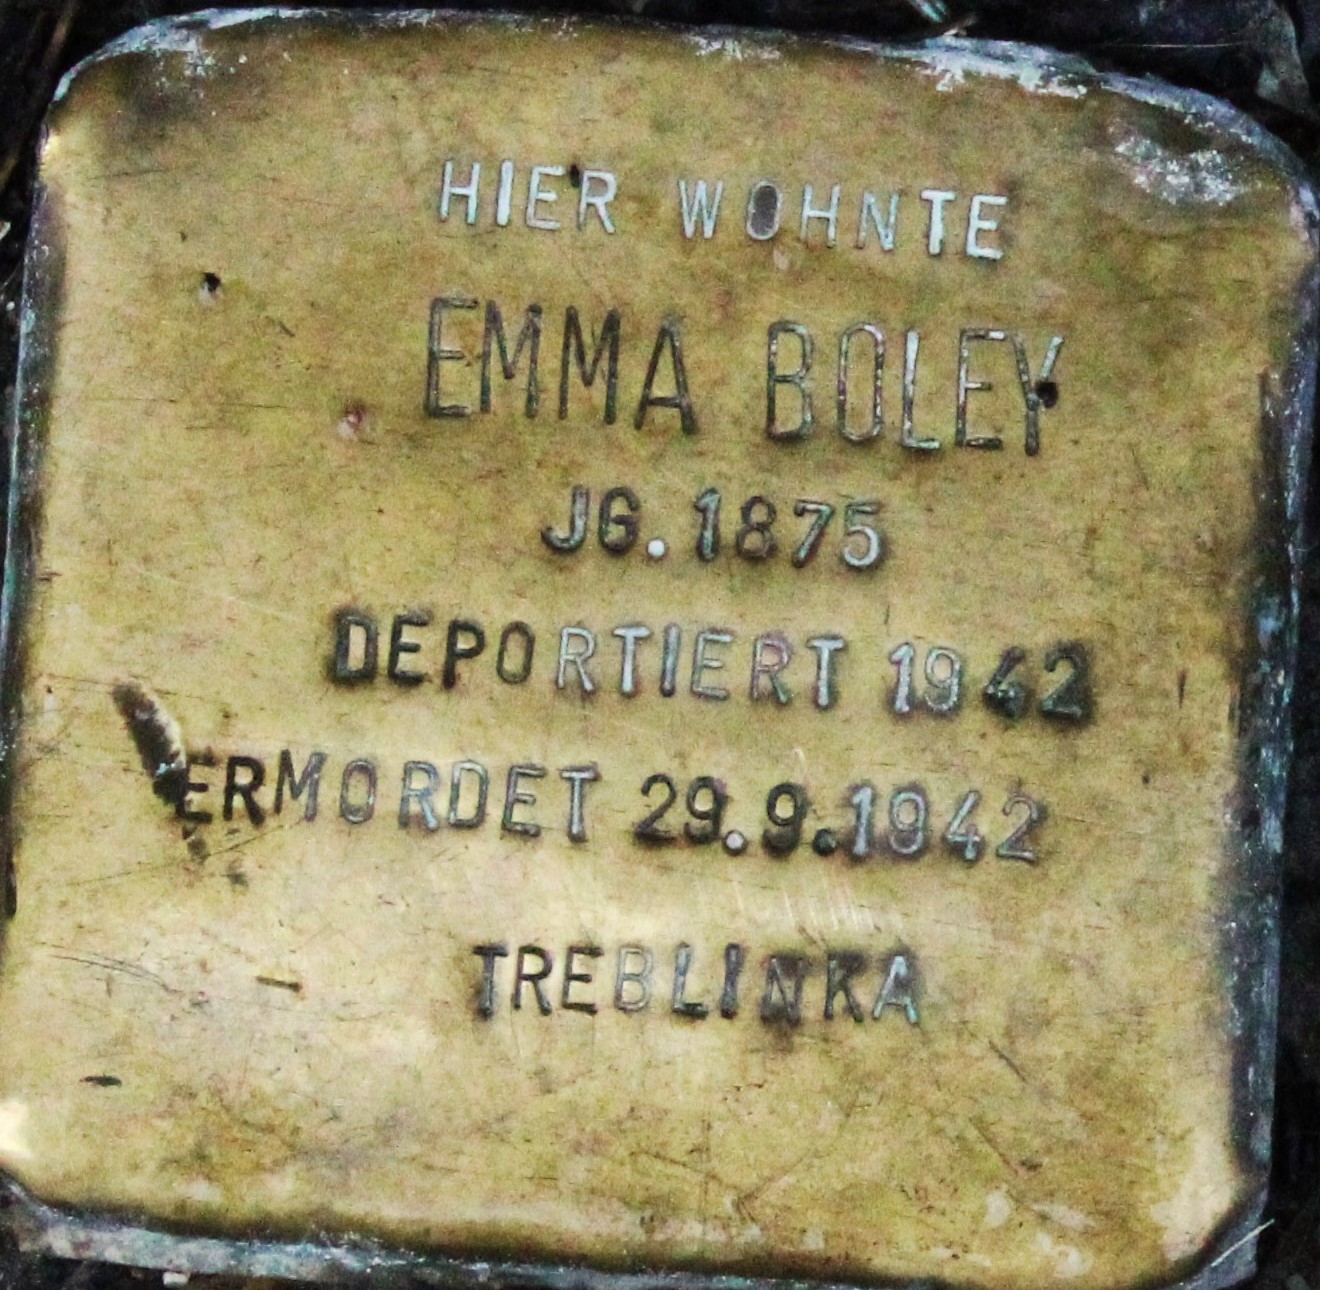 HIER WOHNTE
EMMA BOLEY
JG. 1875
DEPORTIERT 1942
ERMORDET 29.9.1942
TREBLINKA